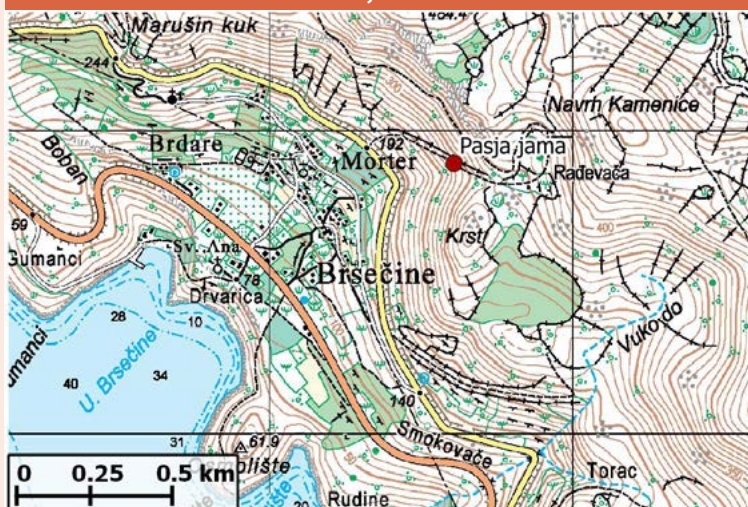 Marušin kuk
244
Navrh Kamenice
Brdare
192
Pasja jama
Morter
Rađevača
Boban
59
Krst
Sv. Ana
Gumanci
78
Brsečine
Drvarica
28
10
Vuko do
U. Brsečine
40
34
140
Smokovače
31
61.9
0 0.25 0.5 km
Torac
Rudine
20
400